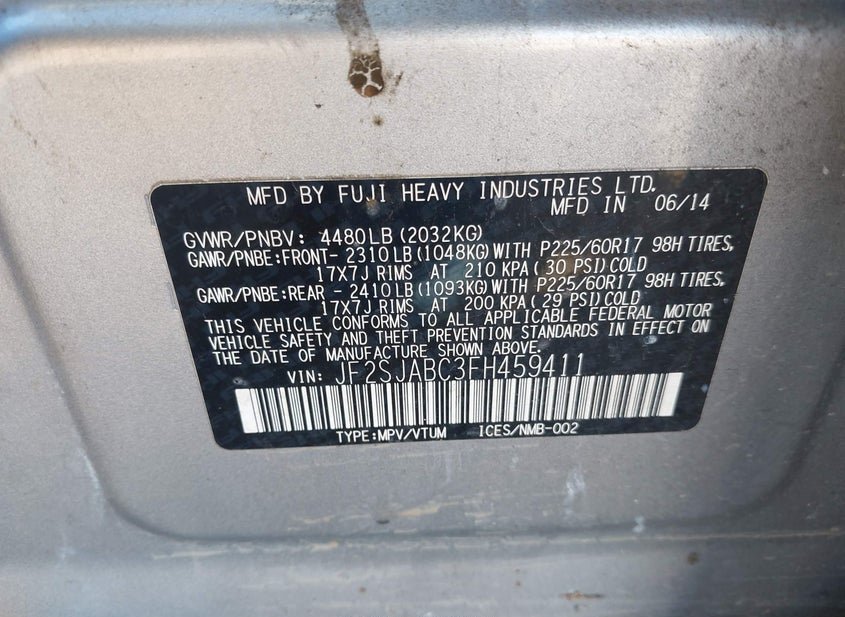 MFD BY FUJI HEAVY INDUSTRIES LTD.
MFD IN 06/14
GVWR/PNBV: 4480LB (2032KG)
GAWR/PNBE:FRONT- 2310LB (1048KG) WITH P225/60R17 98H TIRES,
17X7J RIMS AT 210 KPA ( 30 PSI) COLD
GAWR/PNBE:REAR - 2410LB (1093KG) WITH P225/60R17 98H TIRES,
17X7J RIMS AT 200 KPA ( 29 PSI) COLD
THIS VEHICLE CONFORMS TO ALL APPLICABLE FEDERAL MOTOR
VEHICLE SAFETY AND THEFT PREVENTION STANDARDS IN EFFECT ON
THE DATE OF MANUFACTURE SHOWN ABOVE.
VIN: JF2SJABC3FH459411
TYPE:MPV/VTUM ICES/NMB-002